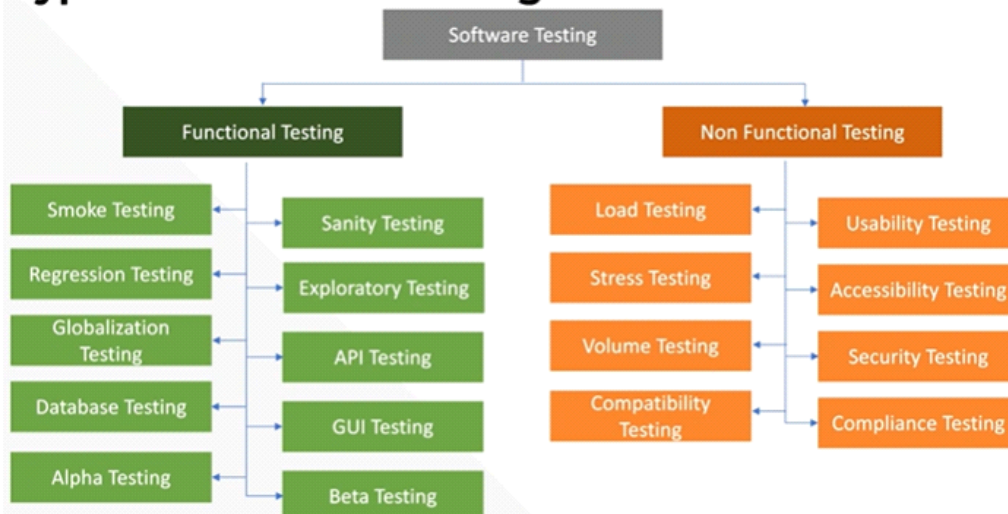 Software Testing
Functional Testing
Non Functional Testing
Smoke Testing
Sanity Testing
Regression Testing
Exploratory Testing
Globalization
Testing
API Testing
Database Testing
GUI Testing
Alpha Testing
Beta Testing
Load Testing
Usability Testing
Stress Testing
Accessibility Testing
Volume Testing
Security Testing
Compatibility
Testing
Compliance Testing